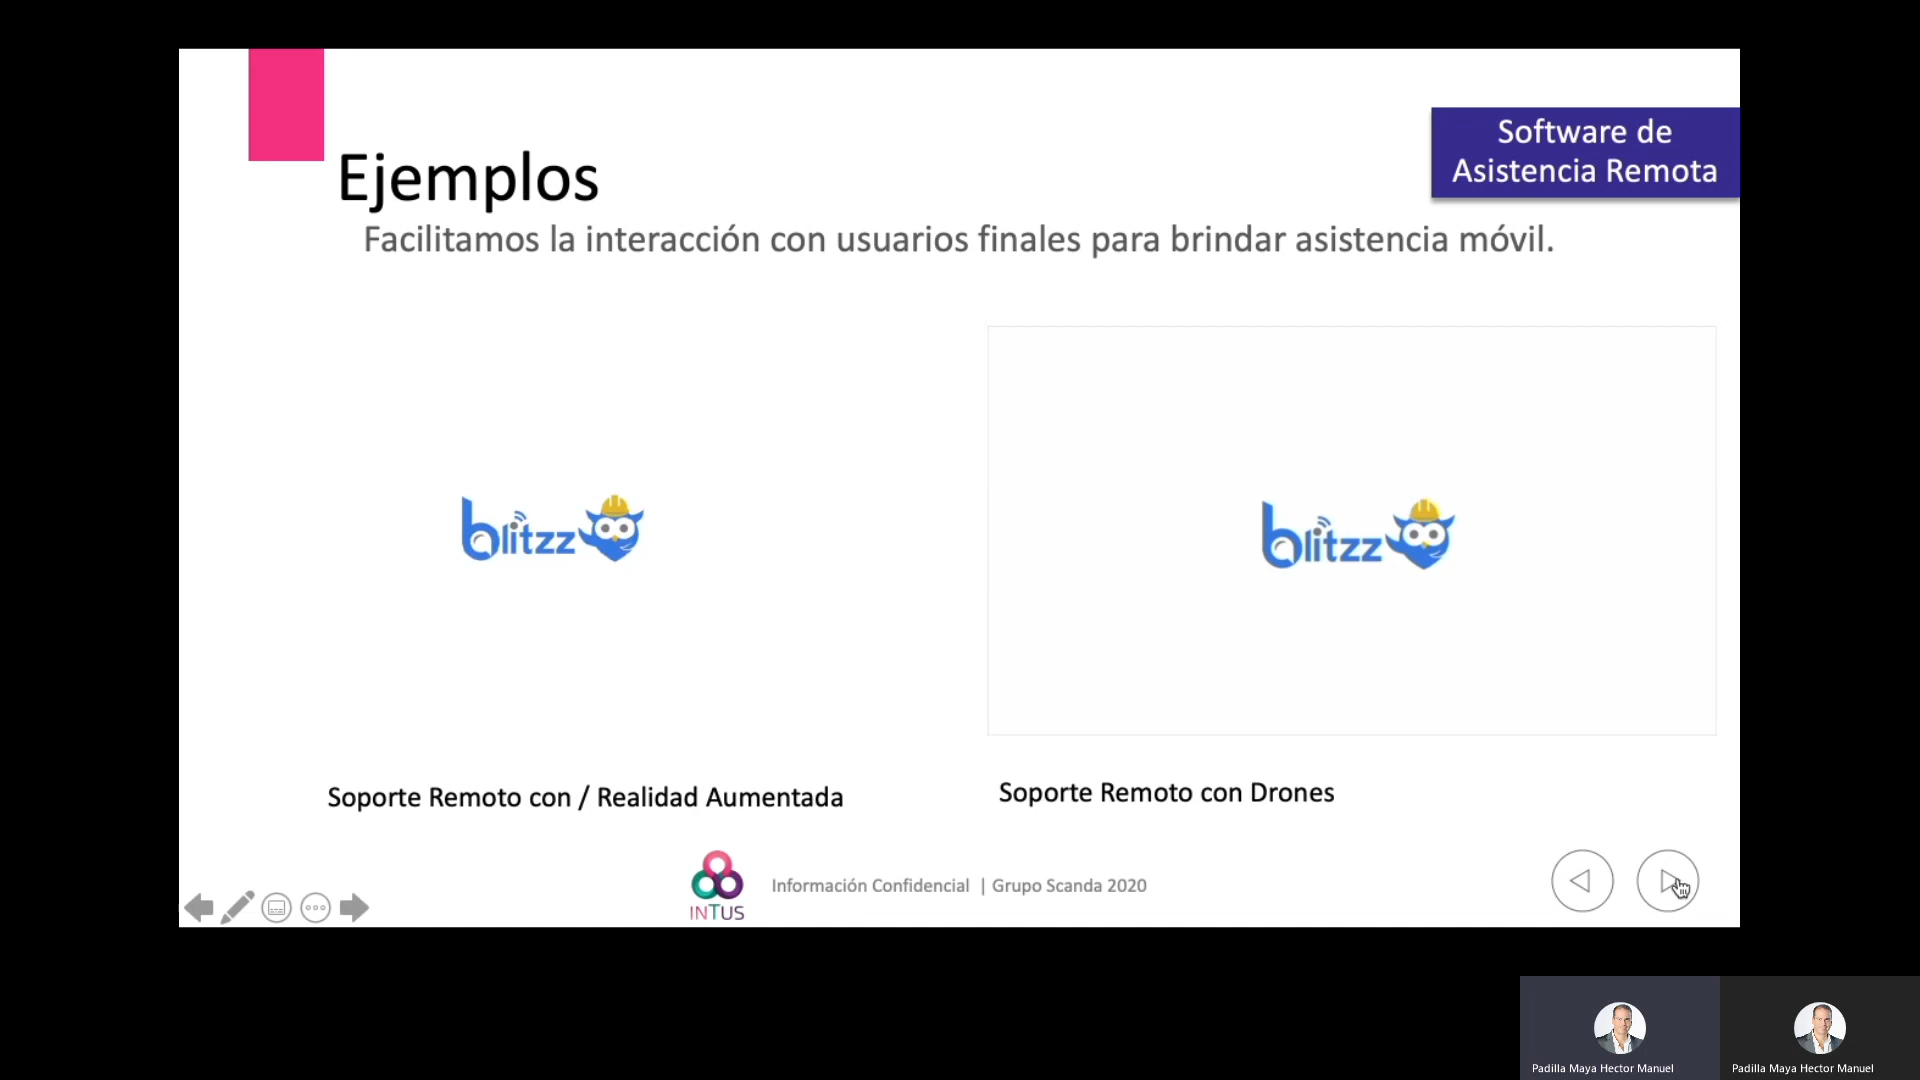 Software de
Asistencia Remota
Ejemplos
Facilitamos la interacción con usuarios finales para brindar asistencia móvil.
blitzz
blitzz
Soporte Remoto con / Realidad Aumentada
Soporte Remoto con Drones
INTUS
Información Confidencial | Grupo Scanda 2020
Padilla Maya Hector Manuel
Padilla Maya Hector Manuel